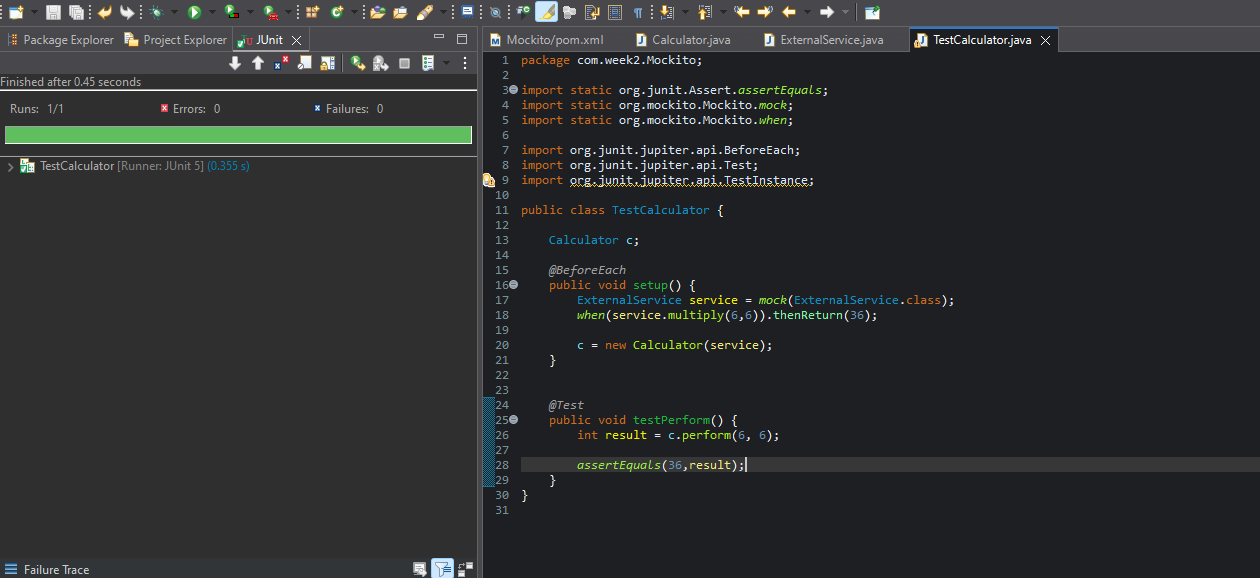 Package Explorer Project Explorer JUnit
Finished after 0.45 seconds
Runs: 1/1 Errors: 0 Failures: 0
TestCalculator [Runner: JUnit 5] (0.355 s)
Failure Trace
Mockito/pom.xml Calculator.java ExternalService.java TestCalculator.java
1 package com.week2.Mockito;
2
3 import static org.junit.Assert.assertEquals;
4 import static org.mockito.Mockito.mock;
5 import static org.mockito.Mockito.when;
6
7 import org.junit.jupiter.api.BeforeEach;
8 import org.junit.jupiter.api.Test;
9 import org.junit.jupiter.api.TestInstance;
10
11 public class TestCalculator {
12
13     Calculator c;
14
15     @BeforeEach
16     public void setup() {
17         ExternalService service = mock(ExternalService.class);
18         when(service.multiply(6,6)).thenReturn(36);
19
20         c = new Calculator(service);
21     }
22
23
24     @Test
25     public void testPerform() {
26         int result = c.perform(6, 6);
27
28         assertEquals(36,result);
29     }
30 }
31